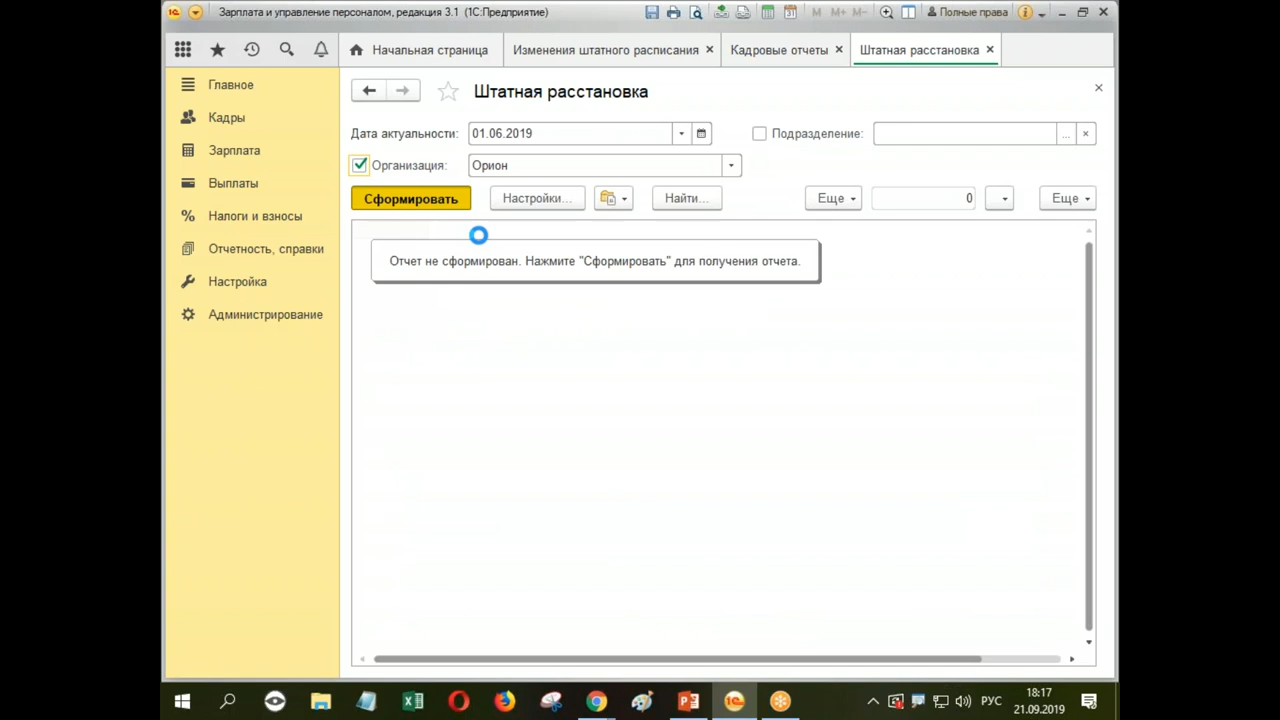 Зарплата и управление персоналом, редакция 3.1 (1С:Предприятие)
M M+ M- Полные права
Начальная страница Изменения штатного расписания × Кадровые отчеты × Штатная расстановка ×
Главное
Кадры
Зарплата
Выплаты
Налоги и взносы
Отчетность, справки
Настройка
Администрирование
Штатная расстановка
Дата актуальности: 01.06.2019 Подразделение: ...
Организация: Орион
Сформировать Настройки... Найти... Еще 0 Еще
Отчет не сформирован. Нажмите "Сформировать" для получения отчета.
РУС 18:17
21.09.2019